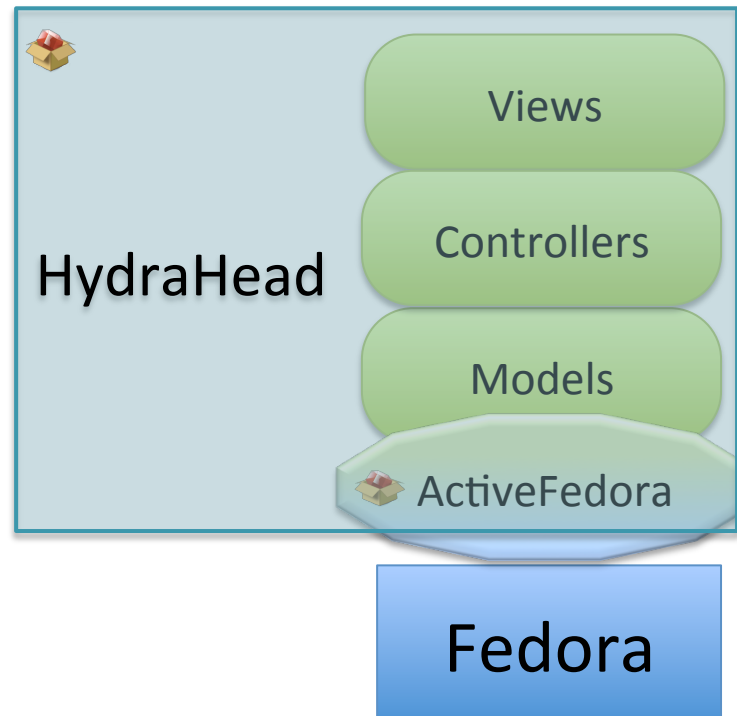 Views
Controllers
HydraHead
Models
ActiveFedora
Fedora